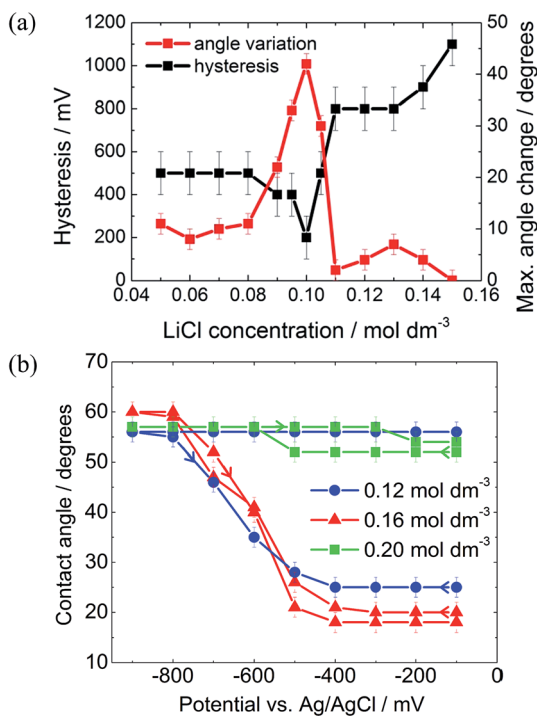 (a)
angle variation
hysteresis
Hysteresis / mV
1200
1000
800
600
400
200
0
Max. angle change / degrees
50
40
30
20
10
0
0.04 0.06 0.08 0.10 0.12 0.14 0.16
LiCl concentration / mol dm⁻³
(b)
Contact angle / degrees
70
60
50
40
30
20
10
0.12 mol dm⁻³
0.16 mol dm⁻³
0.20 mol dm⁻³
-800 -600 -400 -200 0
Potential vs. Ag/AgCl / mV